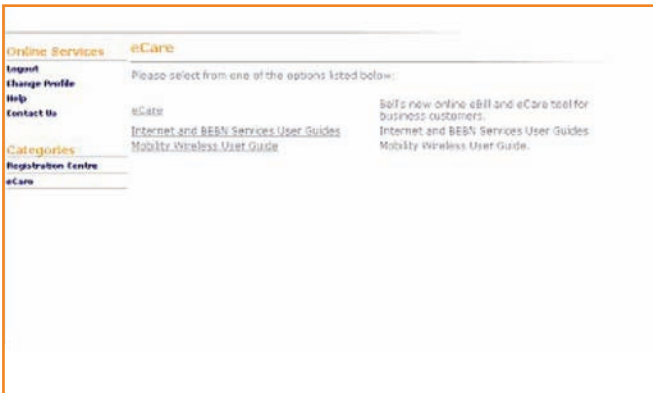 Online Services
Logout
Change Profile
Help
Contact Us
Categories
Registration Centre
eCare
eCare
Please select from one of the options listed below:
eCare
Bell's new online eBill and eCare tool for
business customers.
Internet and BEBN Services User Guides
Internet and BEBN Services User Guides
Mobility Wireless User Guide
Mobility Wireless User Guide.